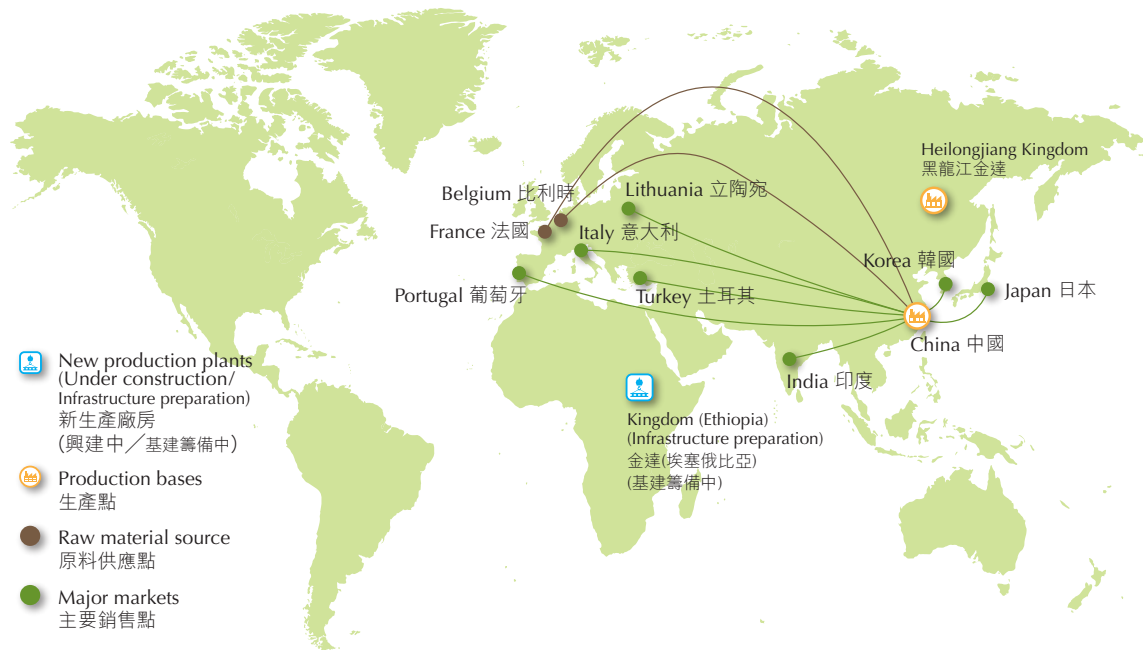 Heilongjiang Kingdom
黑龍江金達
Belgium 比利時
Lithuania 立陶宛
France 法國
Italy 意大利
Korea 韓國
Portugal 葡萄牙
Turkey 土耳其
Japan 日本
China 中國
India 印度
New production plants
(Under construction/
Infrastructure preparation)
新生產廠房
(興建中／基建籌備中)
Kingdom (Ethiopia)
(Infrastructure preparation)
金達(埃塞俄比亞)
(基建籌備中)
Production bases
生產點
Raw material source
原料供應點
Major markets
主要銷售點